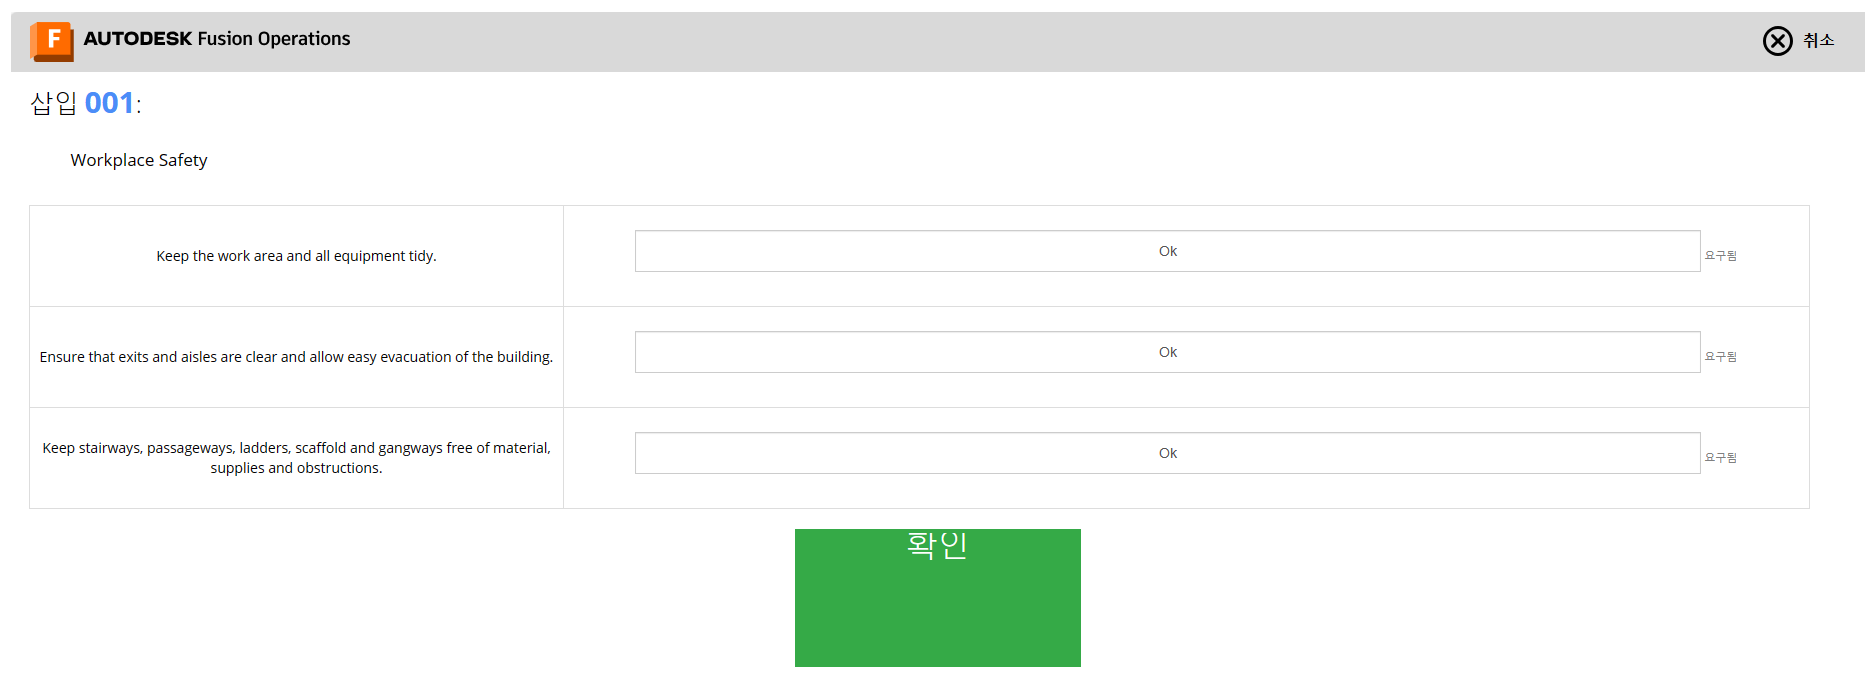 F AUTODESK Fusion Operations
취소
삽입 001:
Workplace Safety
Keep the work area and all equipment tidy.
Ok
요구됨
Ensure that exits and aisles are clear and allow easy evacuation of the building.
Ok
요구됨
Keep stairways, passageways, ladders, scaffold and gangways free of material,
supplies and obstructions.
Ok
요구됨
확인